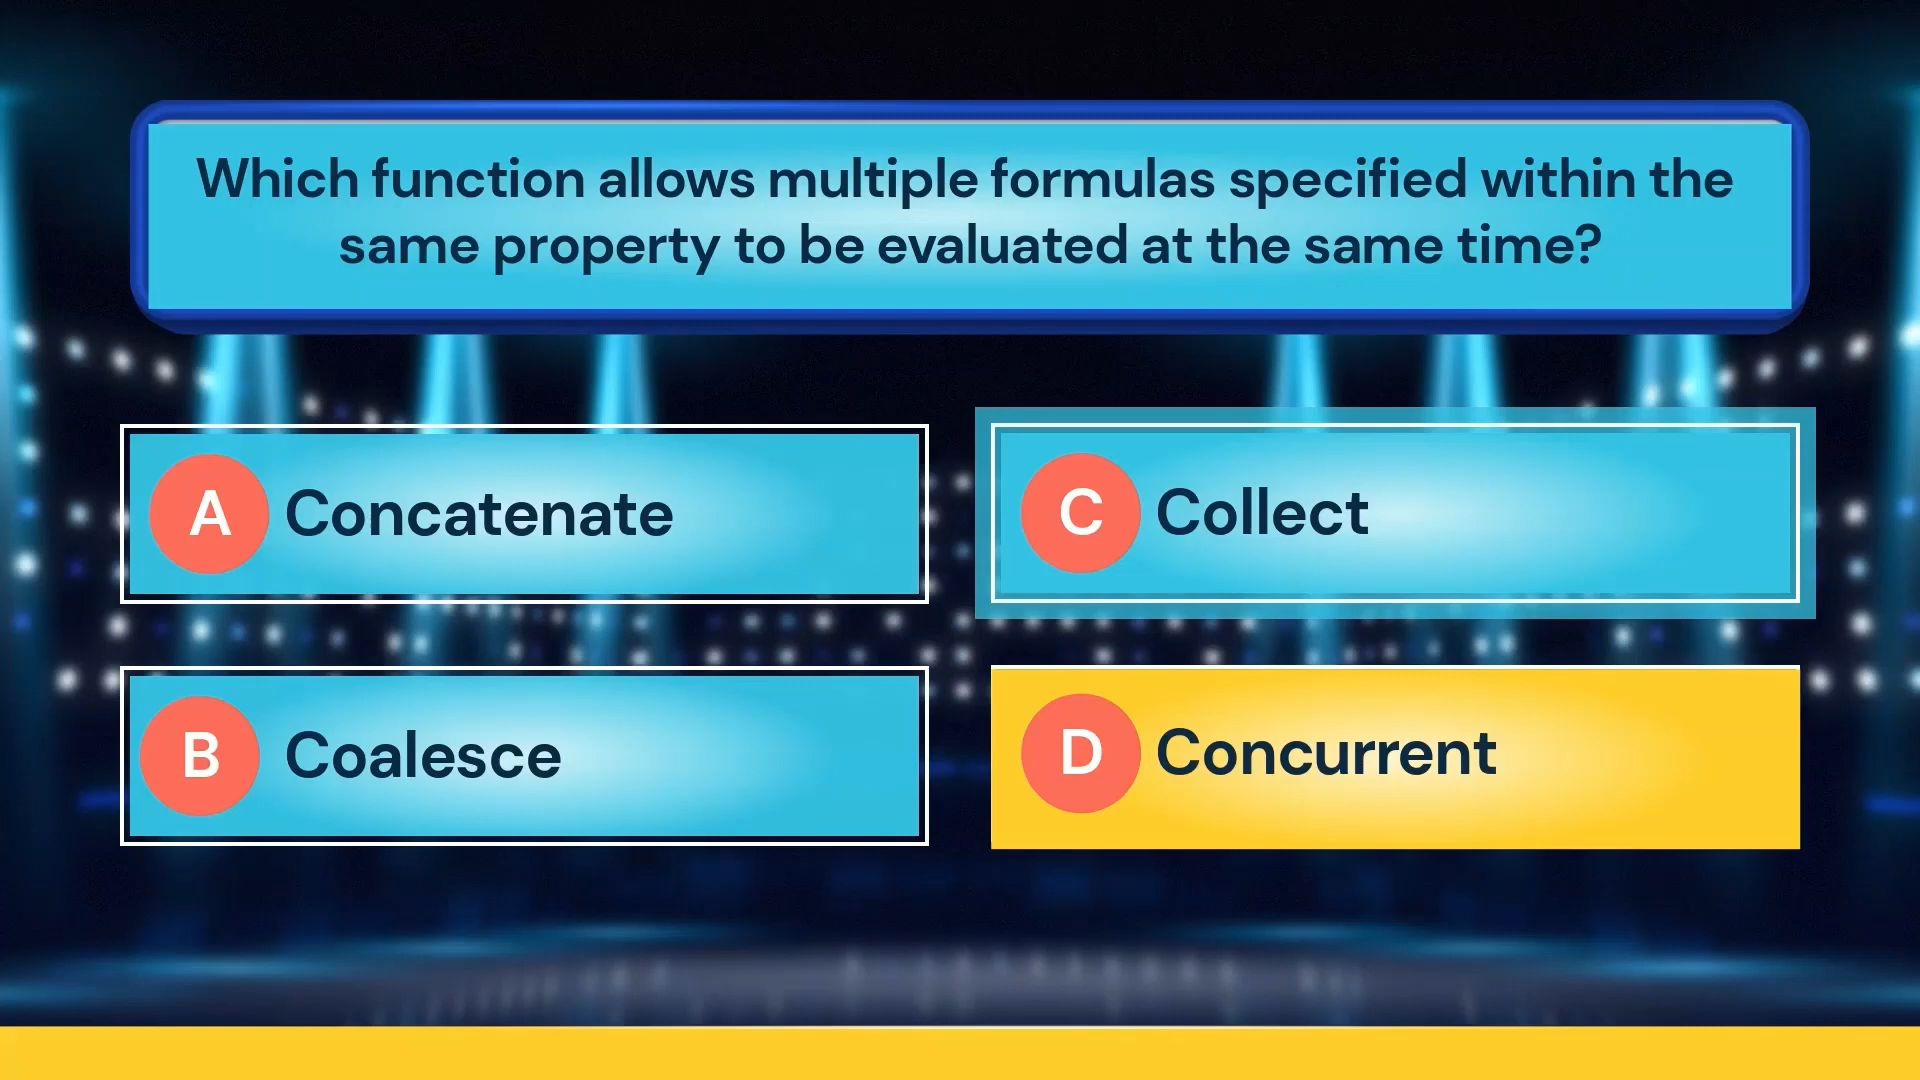 Which function allows multiple formulas specified within the
same property to be evaluated at the same time?
A Concatenate
C Collect
B Coalesce
D Concurrent